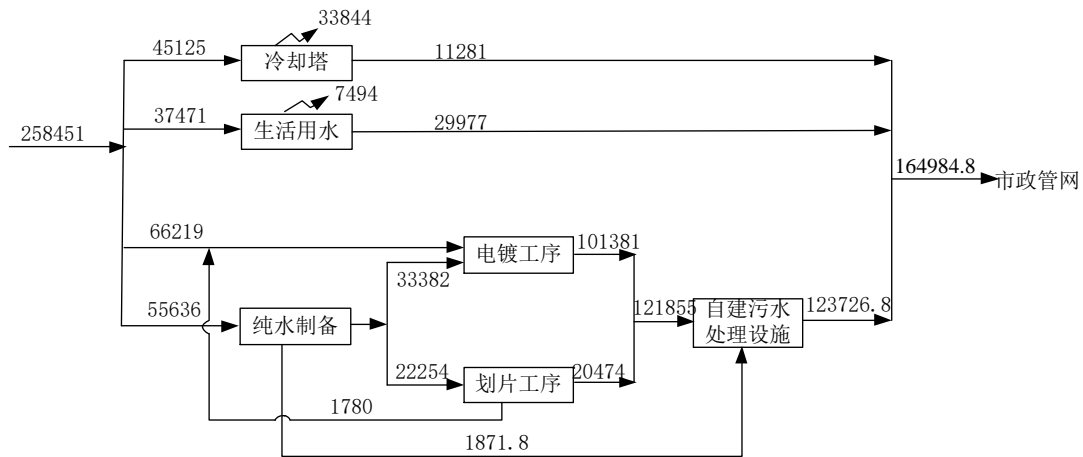 33844
45125
冷却塔
11281
7494
37471
生活用水
29977
258451
164984.8
市政管网
66219
电镀工序
101381
33382
55636
纯水制备
121855
自建污水
处理设施
123726.8
22254
划片工序
20474
1780
1871.8